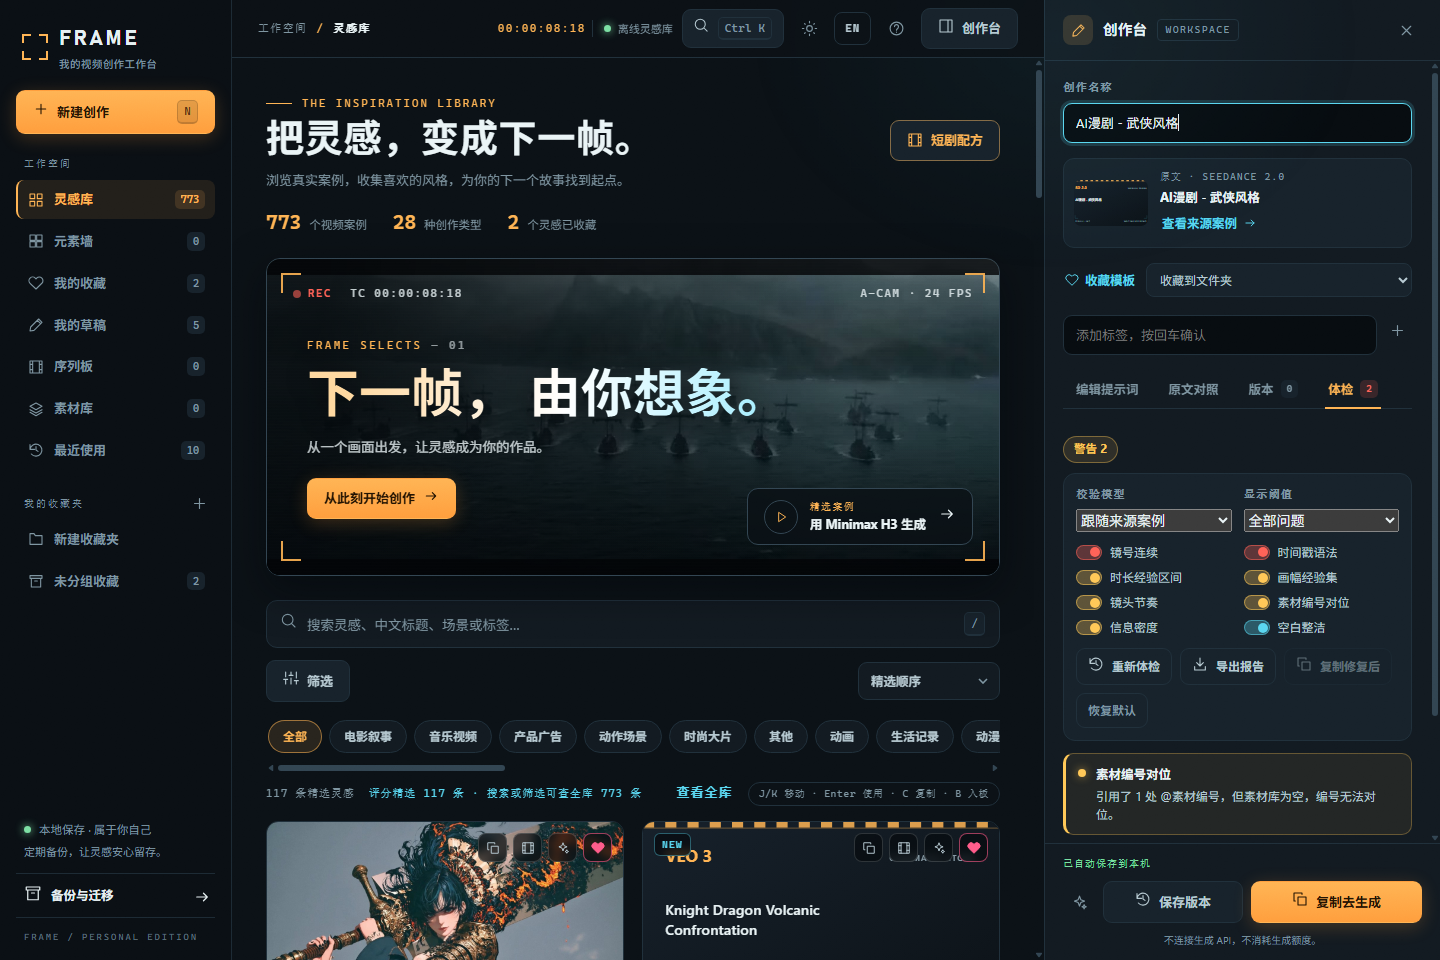 FRAME
我的视频创作工作台
新建创作 N
工作空间
灵感库 773
元素墙 0
我的收藏 2
我的草稿 5
序列板 0
素材库 0
最近使用 10
我的收藏夹
新建收藏夹
未分组收藏 2
本地保存 · 属于你自己
定期备份，让灵感安心留存。
备份与迁移
FRAME / PERSONAL EDITION
工作空间 / 灵感库
00:00:08:18
离线灵感库
Ctrl K
EN
创作台
THE INSPIRATION LIBRARY
把灵感，变成下一帧。
浏览真实案例，收集喜欢的风格，为你的下一个故事找到起点。
短剧配方
773 个视频案例 28 种创作类型 2 个灵感已收藏
REC TC 00:00:08:18
A-CAM · 24 FPS
FRAME SELECTS — 01
下一帧， 由你想象。
从一个画面出发，让灵感成为你的作品。
从此刻开始创作
精选案例
用 Minimax H3 生成
搜索灵感、中文标题、场景或标签... /
筛选
精选顺序
全部 电影叙事 音乐视频 产品广告 动作场景 时尚大片 其他 动画 生活记录 动漫
117 条精选灵感 评分精选 117 条 · 搜索或筛选可查全库 773 条
查看全库
J/K 移动 · Enter 使用 · C 复制 · B 入板
NEW
VEO 3
Knight Dragon Volcanic
Confrontation
创作台 WORKSPACE
创作名称
AI漫剧 - 武侠风格
原文 · SEEDANCE 2.0
AI漫剧 - 武侠风格
查看来源案例
收藏模板 收藏到文件夹
添加标签，按回车确认
编辑提示词 原文对照 版本 0 体检 2
警告 2
校验模型 显示阈值
跟随来源案例 全部问题
镜号连续 时间戳语法
时长经验区间 画幅经验集
镜头节奏 素材编号对位
信息密度 空白整洁
重新体检 导出报告 复制修复后
恢复默认
素材编号对位
引用了 1 处 @素材编号，但素材库为空，编号无法对
位。
已自动保存到本机
保存版本 复制去生成
不连接生成 API，不消耗生成额度。